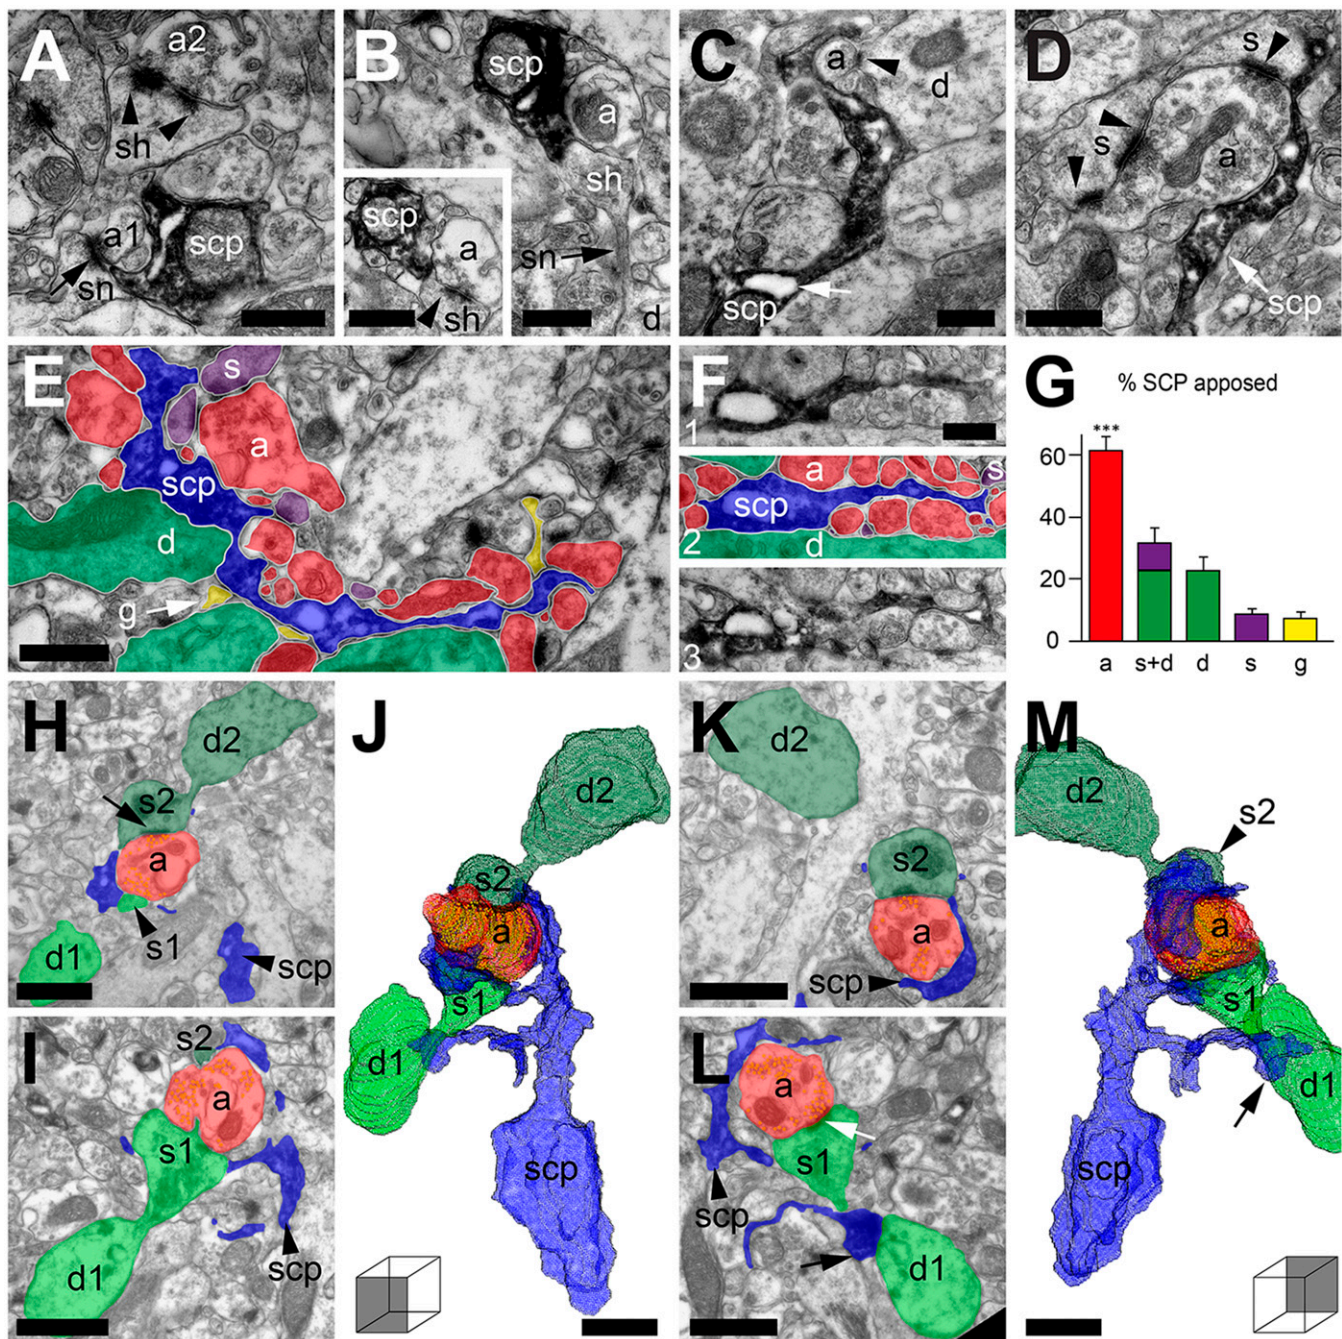 A
a2
sh
a1
scp
sn
B
scp
a
sh
sn
d
scp
a
sh
C
a
d
scp
D
s
s
a
scp
E
s
a
scp
d
g
F
1
a
s
scp
2
d
3
G
% SCP apposed
***
60
40
20
0
a s+d d s g
H
d2
s2
a
s1
d1
scp
I
s2
a
s1
scp
d1
J
d2
s2
a
s1
d1
scp
K
d2
s2
a
scp
L
a
s1
scp
d1
M
d2
s2
a
s1
d1
scp